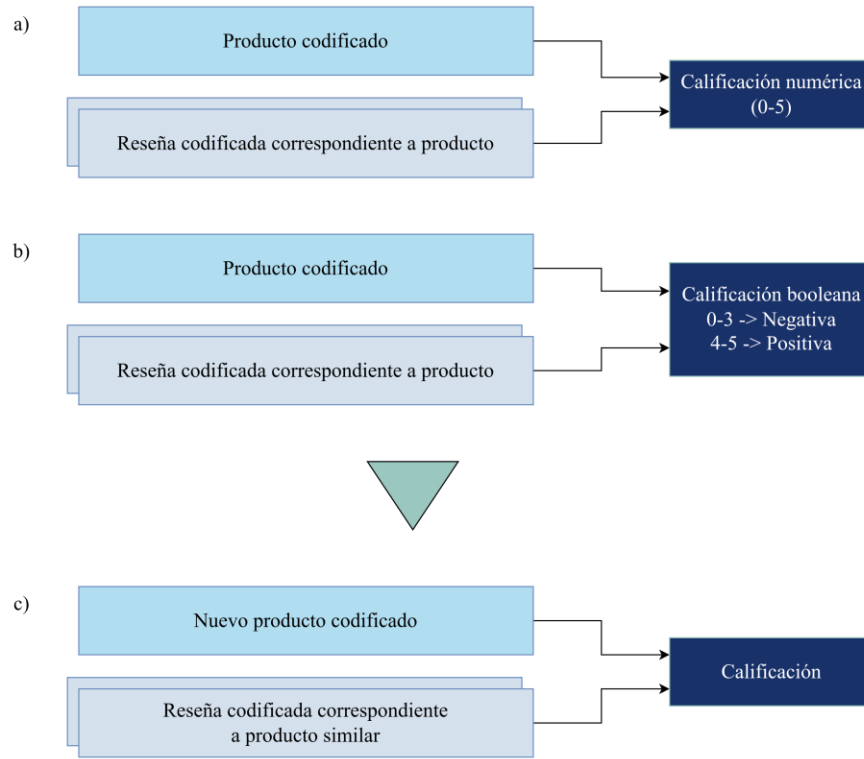 a)
Producto codificado
Reseña codificada correspondiente a producto
Calificación numérica
(0-5)
b)
Producto codificado
Reseña codificada correspondiente a producto
Calificación booleana
0-3 -> Negativa
4-5 -> Positiva
c)
Nuevo producto codificado
Reseña codificada correspondiente
a producto similar
Calificación